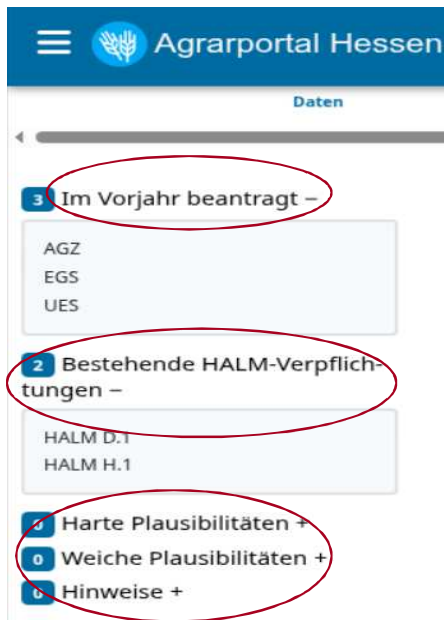 Agrarportal Hessen
Daten
3 Im Vorjahr beantragt –
AGZ
EGS
UES
2 Bestehende HALM-Verpflich-
tungen –
HALM D.1
HALM H.1
0 Harte Plausibilitäten +
0 Weiche Plausibilitäten +
0 Hinweise +